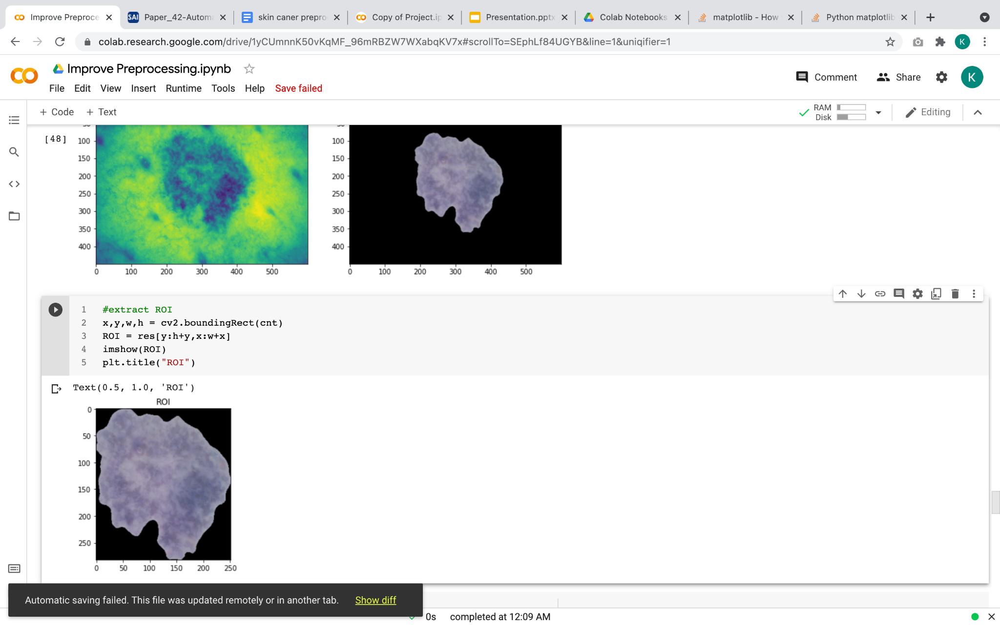 Improve Preproce
SAI Paper_42-Autom
skin caner prepro
Copy of Project.ip
Presentation.pptx
Colab Notebooks
matplotlib - How
Python matplotlib
colab.research.google.com/drive/1yCUmnnK50vKqMF_96mRBZW7WXabqKV7x#scrollTo=SEphLf84UGYB&line=1&uniqifier=1
K
Improve Preprocessing.ipynb
Comment
Share
K
File Edit View Insert Runtime Tools Help Save failed
+ Code + Text
RAM
Disk
Editing
[48]
100
150
200
250
300
350
400
0 100 200 300 400 500
100
150
200
250
300
350
400
0 100 200 300 400 500
1 #extract ROI
2 x,y,w,h = cv2.boundingRect(cnt)
3 ROI = res[y:h+y,x:w+x]
4 imshow(ROI)
5 plt.title("ROI")
Text(0.5, 1.0, 'ROI')
ROI
0
50
100
150
200
250
0 50 100 150 200 250
Automatic saving failed. This file was updated remotely or in another tab. Show diff
0s completed at 12:09 AM